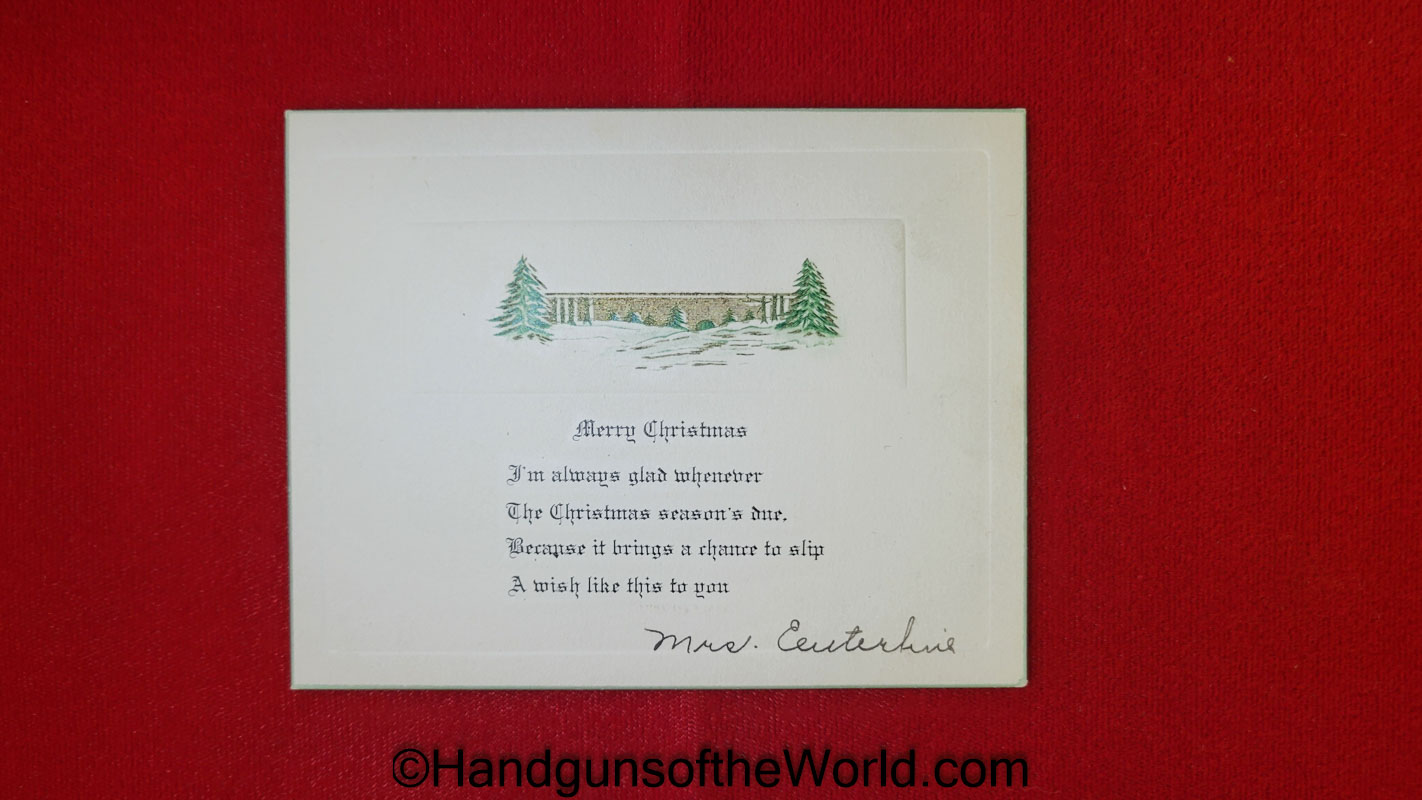 Merry Christmas
I'm always glad whenever
The Christmas season's due,
Because it brings a chance to slip
A wish like this to you
Mrs.
©HandgunsoftheWorld.com